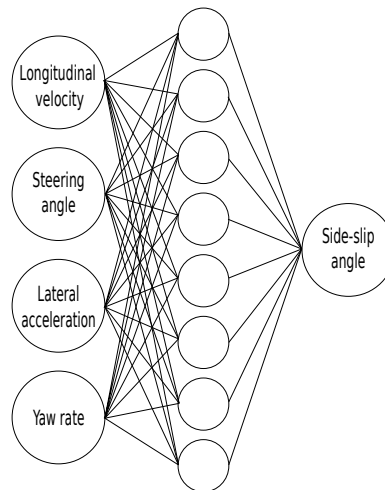 Longitudinal
velocity
Steering
angle
Lateral
acceleration
Yaw rate
Side-slip
angle